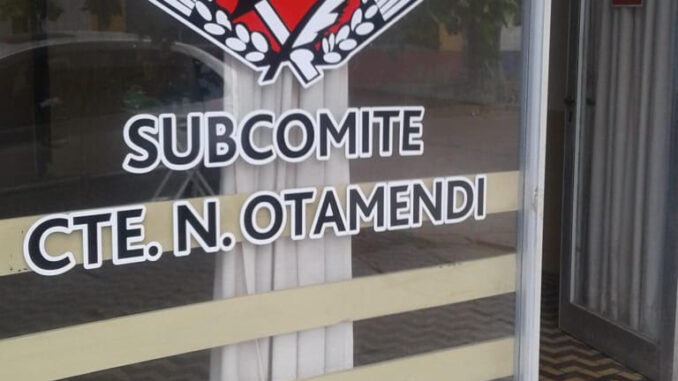 SUBCOMITE
CTE. N. OTAMENDI